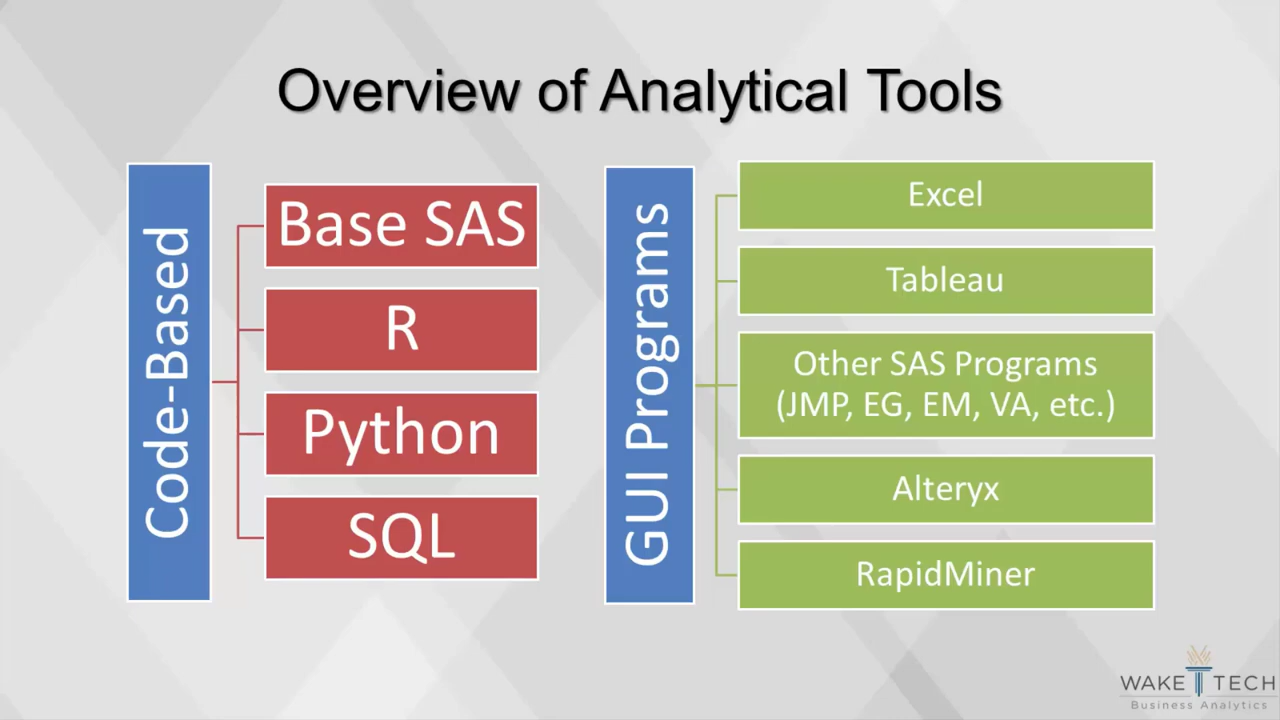 Overview of Analytical Tools
Code-Based
Base SAS
R
Python
SQL
GUI Programs
Excel
Tableau
Other SAS Programs
(JMP, EG, EM, VA, etc.)
Alteryx
RapidMiner
WAKE TECH
Business Analytics